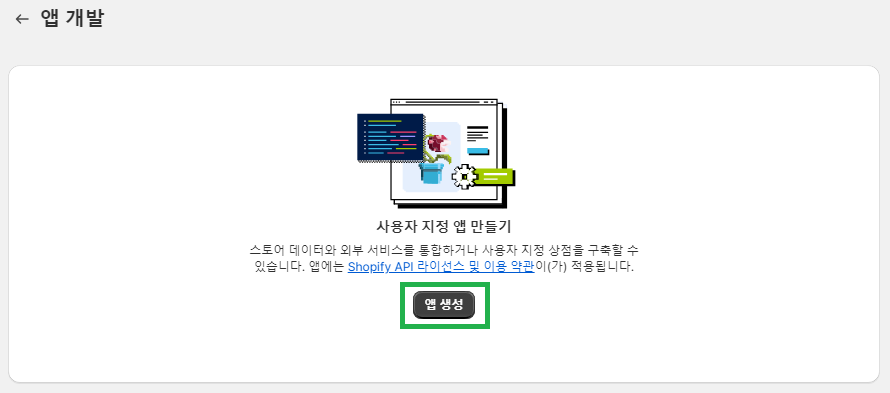 ← 앱 개발
사용자 지정 앱 만들기
스토어 데이터와 외부 서비스를 통합하거나 사용자 지정 상점을 구축할 수
있습니다. 앱에는 Shopify API 라이선스 및 이용 약관이(가) 적용됩니다.
앱 생성